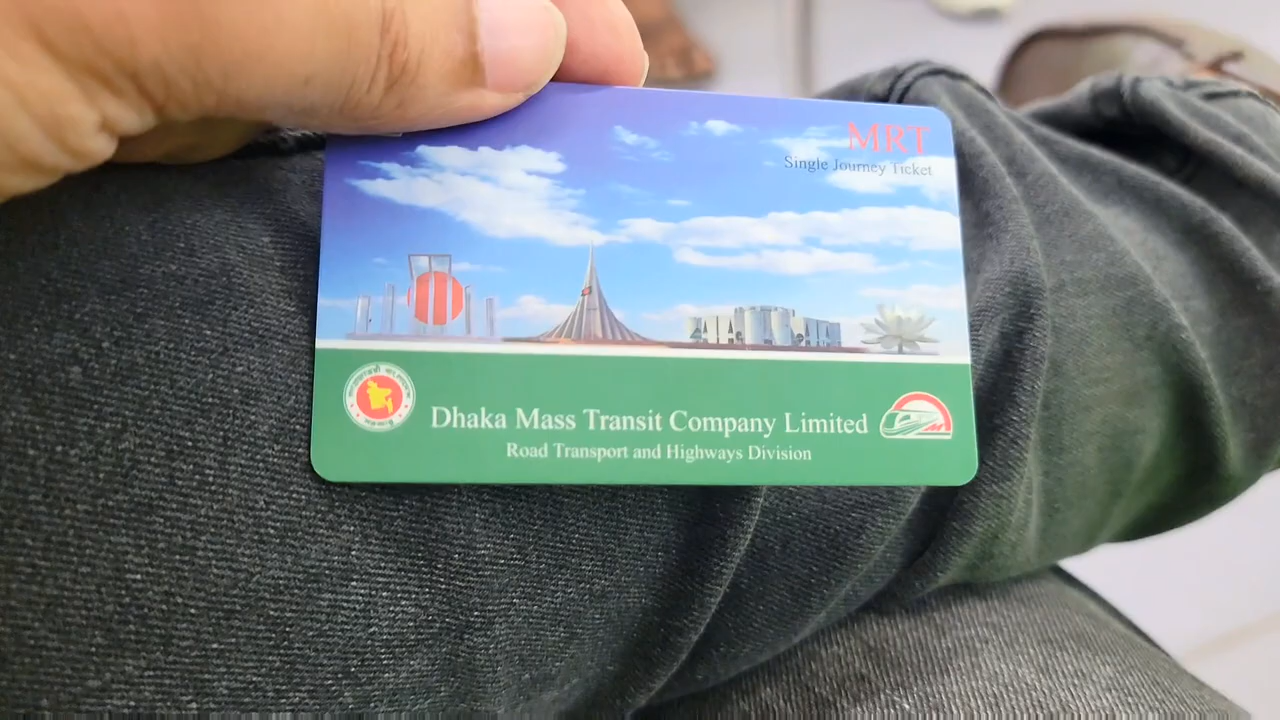 MRT
Single Journey Ticket
Dhaka Mass Transit Company Limited
Road Transport and Highways Division